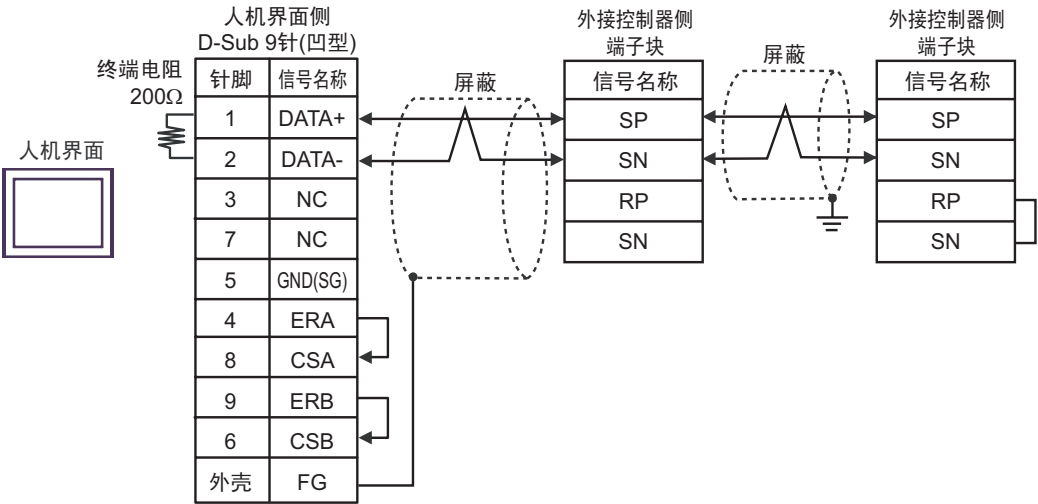 人机界面侧
D-Sub 9针(凹型)
终端电阻
200Ω
人机界面
针脚 信号名称
1 DATA+
2 DATA-
3 NC
7 NC
5 GND(SG)
4 ERA
8 CSA
9 ERB
6 CSB
外壳 FG
屏蔽
外接控制器侧
端子块
信号名称
SP
SN
RP
SN
屏蔽
外接控制器侧
端子块
信号名称
SP
SN
RP
SN